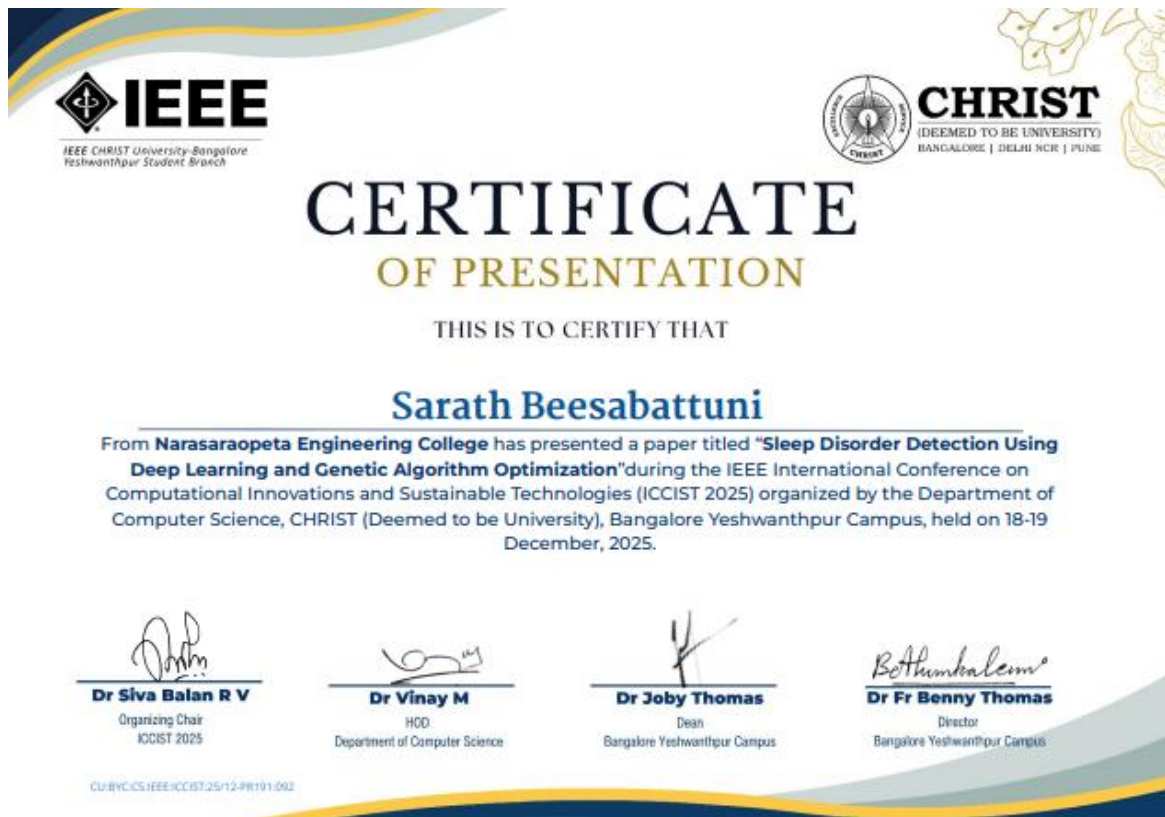 IEEE
IEEE CHRIST University-Bangalore
Yeshwanthpur Student Branch
EXCELLENCE SERVICE
CHRIST
CHRIST
(DEEMED TO BE UNIVERSITY)
BANGALORE | DELHI NCR | PUNE
CERTIFICATE
OF PRESENTATION
THIS IS TO CERTIFY THAT
Sarath Beesabattuni
From Narasaraopeta Engineering College has presented a paper titled “Sleep Disorder Detection Using
Deep Learning and Genetic Algorithm Optimization”during the IEEE International Conference on
Computational Innovations and Sustainable Technologies (ICCIST 2025) organized by the Department of
Computer Science, CHRIST (Deemed to be University), Bangalore Yeshwanthpur Campus, held on 18-19
December, 2025.
Dr Siva Balan R V
Organizing Chair
ICCIST 2025
Dr Vinay M
HOD
Department of Computer Science
Dr Joby Thomas
Dean
Bangalore Yeshwanthpur Campus
Dr Fr Benny Thomas
Director
Bangalore Yeshwanthpur Campus
CU:BYC:CS:IEEE:ICCIST:25/12-PR191:092